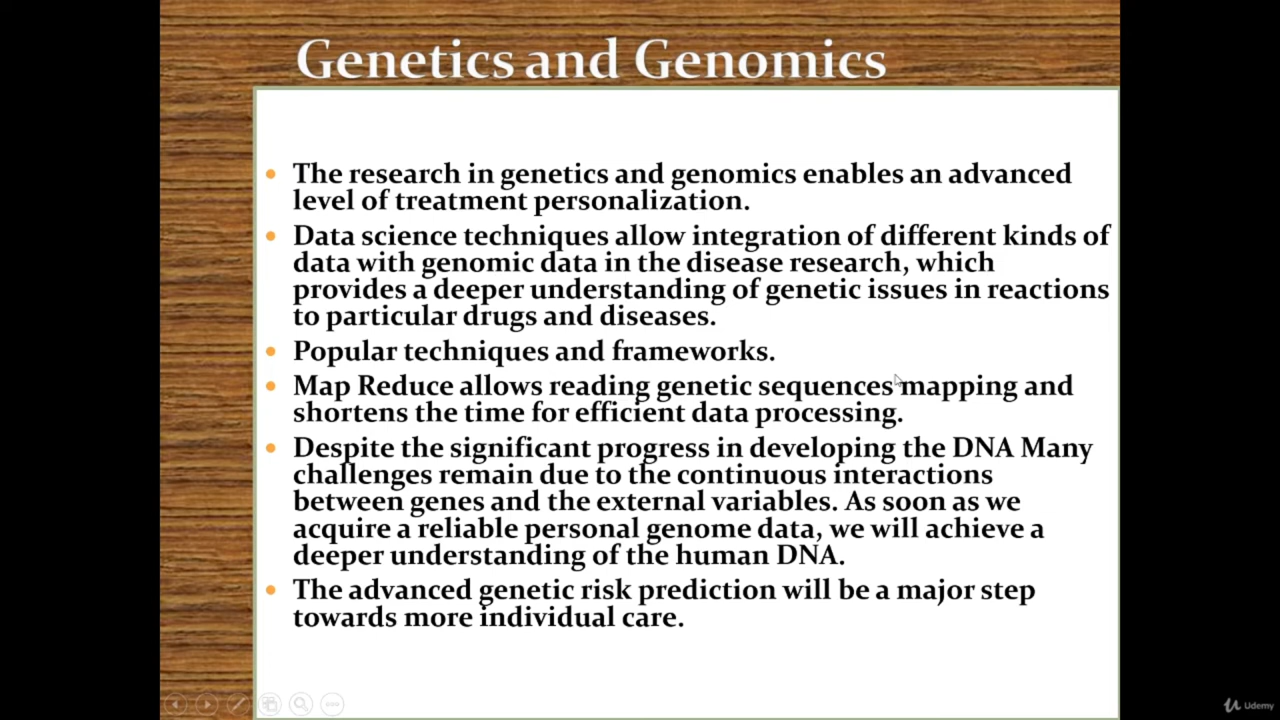 Genetics and Genomics
• The research in genetics and genomics enables an advanced
level of treatment personalization.
• Data science techniques allow integration of different kinds of
data with genomic data in the disease research, which
provides a deeper understanding of genetic issues in reactions
to particular drugs and diseases.
• Popular techniques and frameworks.
• Map Reduce allows reading genetic sequences mapping and
shortens the time for efficient data processing.
• Despite the significant progress in developing the DNA Many
challenges remain due to the continuous interactions
between genes and the external variables. As soon as we
acquire a reliable personal genome data, we will achieve a
deeper understanding of the human DNA.
• The advanced genetic risk prediction will be a major step
towards more individual care.
Udemy